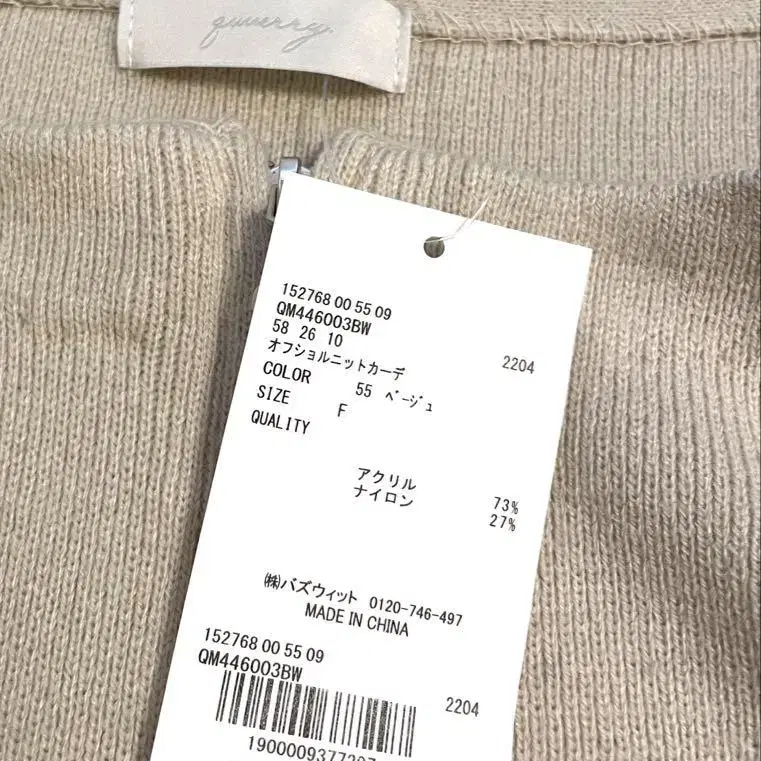 quuerry.
152768 00 55 09
QM446003BW
58 26 10
オフショルニットカーデ 2204
COLOR 55 ベージュ
SIZE F
QUALITY
アクリル 73%
ナイロン 27%
㈱バズウィット 0120-746-497
MADE IN CHINA
152768 00 55 09
QM446003BW
2204